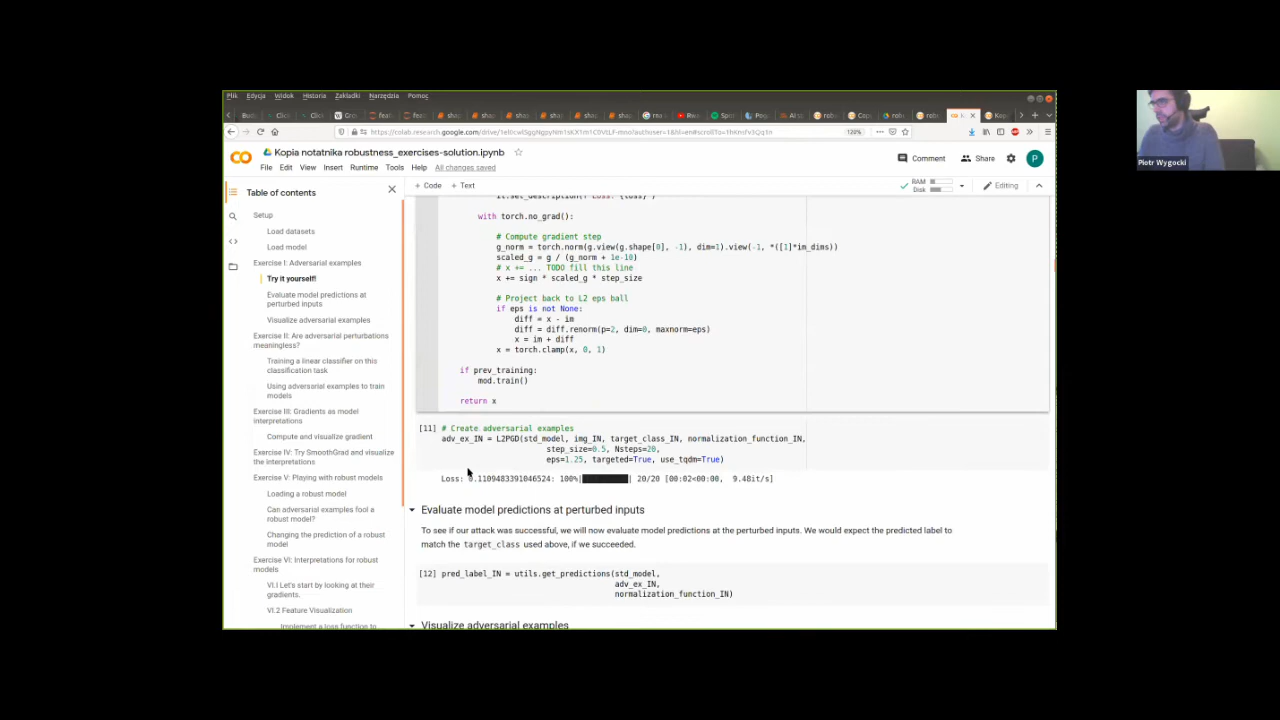 Plik Edycja Widok Historia Zakładki Narzędzia Pomoc
Kopia notatnika robustness_exercises-solution.ipynb
File Edit View Insert Runtime Tools Help All changes saved
Comment Share P
+ Code + Text
RAM
Disk
Editing
Table of contents
Setup
Load datasets
Load model
Exercise I: Adversarial examples
Try it yourself!
Evaluate model predictions at
perturbed inputs
Visualize adversarial examples
Exercise II: Are adversarial perturbations
meaningless?
Training a linear classifier on this
classification task
Using adversarial examples to train
models
Exercise III: Gradients as model
interpretations
Compute and visualize gradient
Exercise IV: Try SmoothGrad and visualize
the interpretations
Exercise V: Playing with robust models
Loading a robust model
Can adversarial examples fool a
robust model?
Changing the prediction of a robust
model
Exercise VI: Interpretations for robust
models
VI.I Let's start by looking at their
gradients.
VI.2 Feature Visualization
Implement a loss function to
with torch.no_grad():
# Compute gradient step
g_norm = torch.norm(g.view(g.shape[0], -1), dim=1).view(-1, *([1]*im_dims))
scaled_g = g / (g_norm + 1e-10)
# x += ... TODO fill this line
x += sign * scaled_g * step_size
# Project back to L2 eps ball
if eps is not None:
diff = x - im
diff = diff.renorm(p=2, dim=0, maxnorm=eps)
x = im + diff
x = torch.clamp(x, 0, 1)
if prev_training:
mod.train()
return x
[11] # Create adversarial examples
adv_ex_IN = L2PGD(std_model, img_IN, target_class_IN, normalization_function_IN,
step_size=0.5, Nsteps=20,
eps=1.25, targeted=True, use_tqdm=True)
Loss: 0.1109483391046524: 100%|██████████| 20/20 [00:02<00:00, 9.48it/s]
Evaluate model predictions at perturbed inputs
To see if our attack was successful, we will now evaluate model predictions at the perturbed inputs. We would expect the predicted label to
match the target_class used above, if we succeeded.
[12] pred_label_IN = utils.get_predictions(std_model,
adv_ex_IN,
normalization_function_IN)
Visualize adversarial examples
Piotr Wygocki